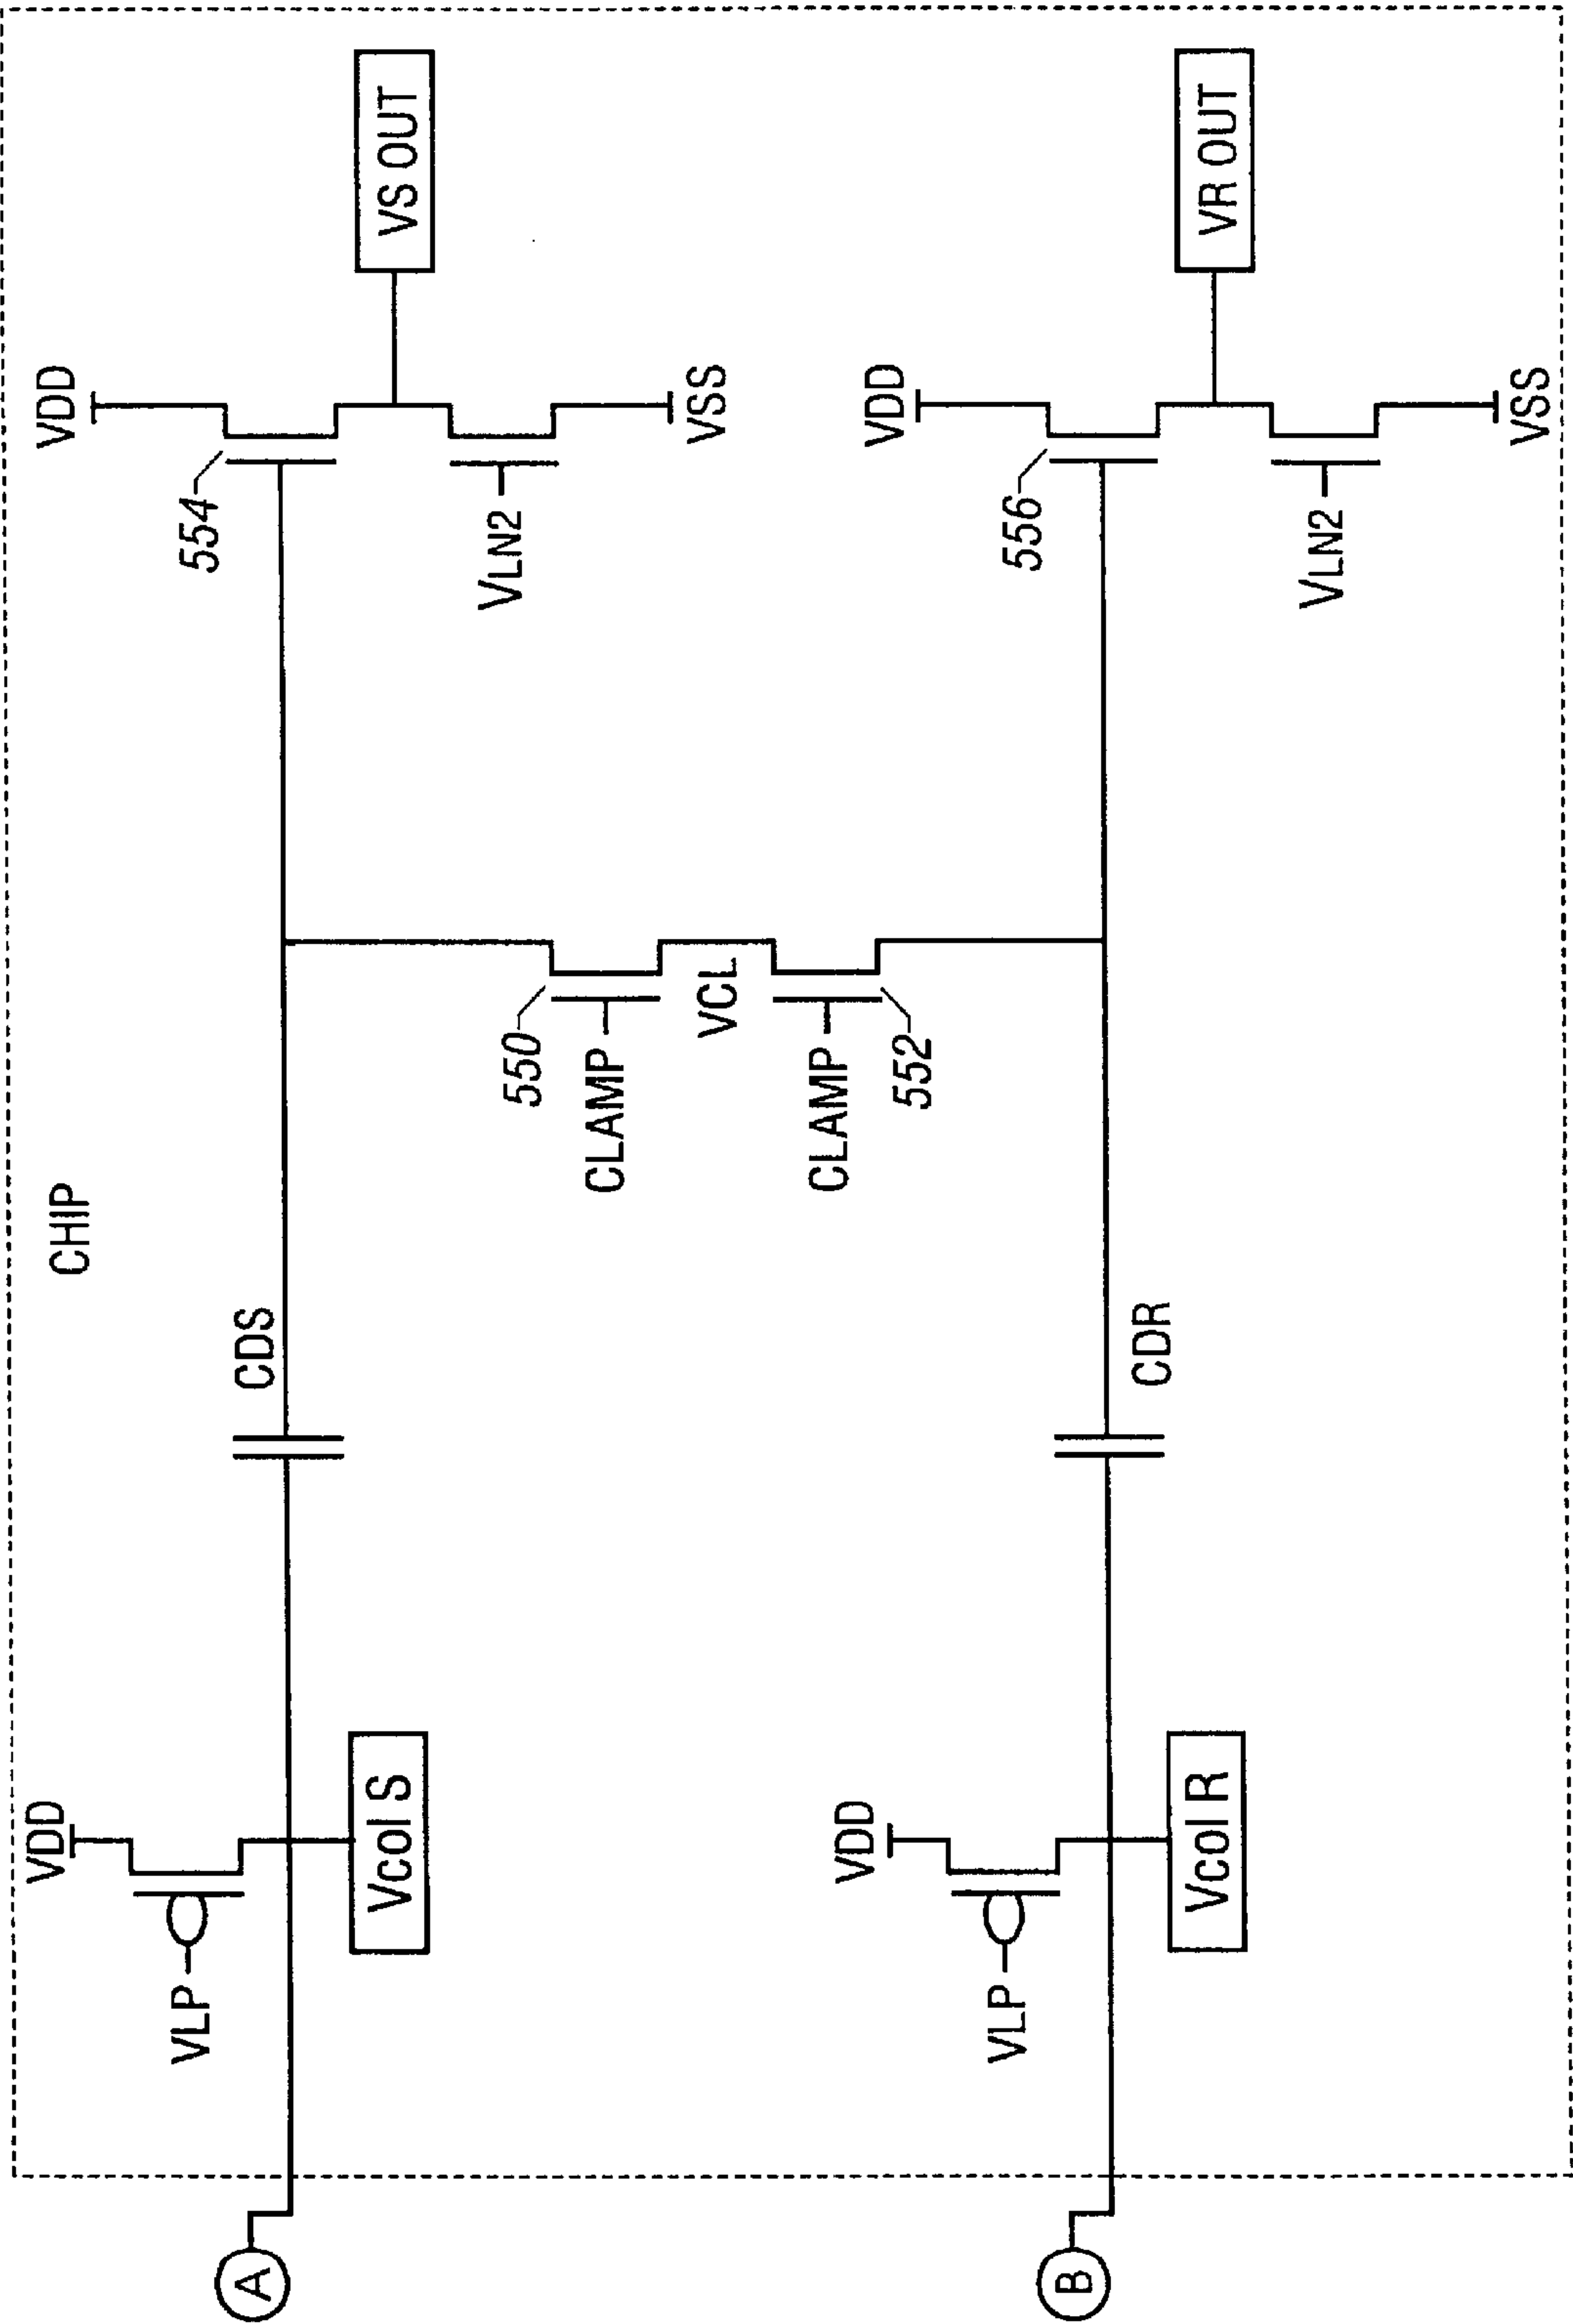 CHIP
VDD
VLP
Vcol S
A
CDS
554
VDD
VLN2
VSS
VS OUT
550
CLAMP
VCL
CLAMP
552
VDD
VLP
Vcol R
B
CDR
556
VDD
VLN2
VSS
VR OUT